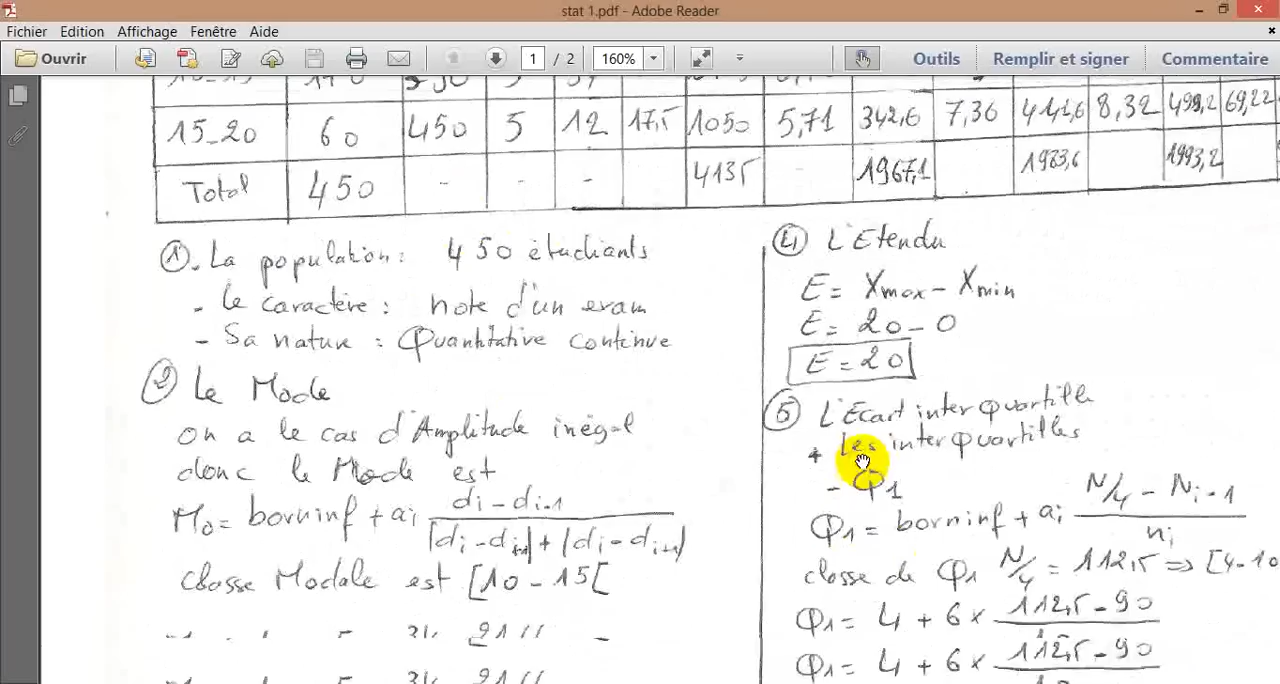 stat 1.pdf - Adobe Reader
Fichier Edition Affichage Fenêtre Aide
Ouvrir 1 / 2 160% Outils Remplir et signer Commentaire
15-20 60 450 5 12 17,5 1050 5,71 342,6 7,36 441,6 8,32 499,2 69,22
Total 450 - - - 4135 - 1967,1 1983,6 1993,2
① - La population : 450 étudiants
- le caractère : note d'un exam
- Sa nature : Quantitative continue
② Le Mode
on a le cas d'Amplitude inégal
donc le Mode est
Mo = borninf + ai (di - di-1) / (|di - di-1| + |di - di+1|)
classe Modale est [10 - 15[
④ L'Etendu
E = Xmax - Xmin
E = 20 - 0
E = 20
⑤ L'Ecart interquartille
+ les interquartilles
- Q1
Q1 = borninf + ai (N/4 - Ni-1) / ni
classe de Q1 N/4 = 112,5 => [4-10
Q1 = 4 + 6 x 112,5 - 90
Q1 = 4 + 6 x 112,5 - 90